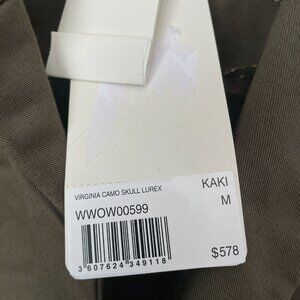 VIRGINIA CAMO SKULL LUREX
KAKI
WWOW00599
M
3 607624 349118
$578